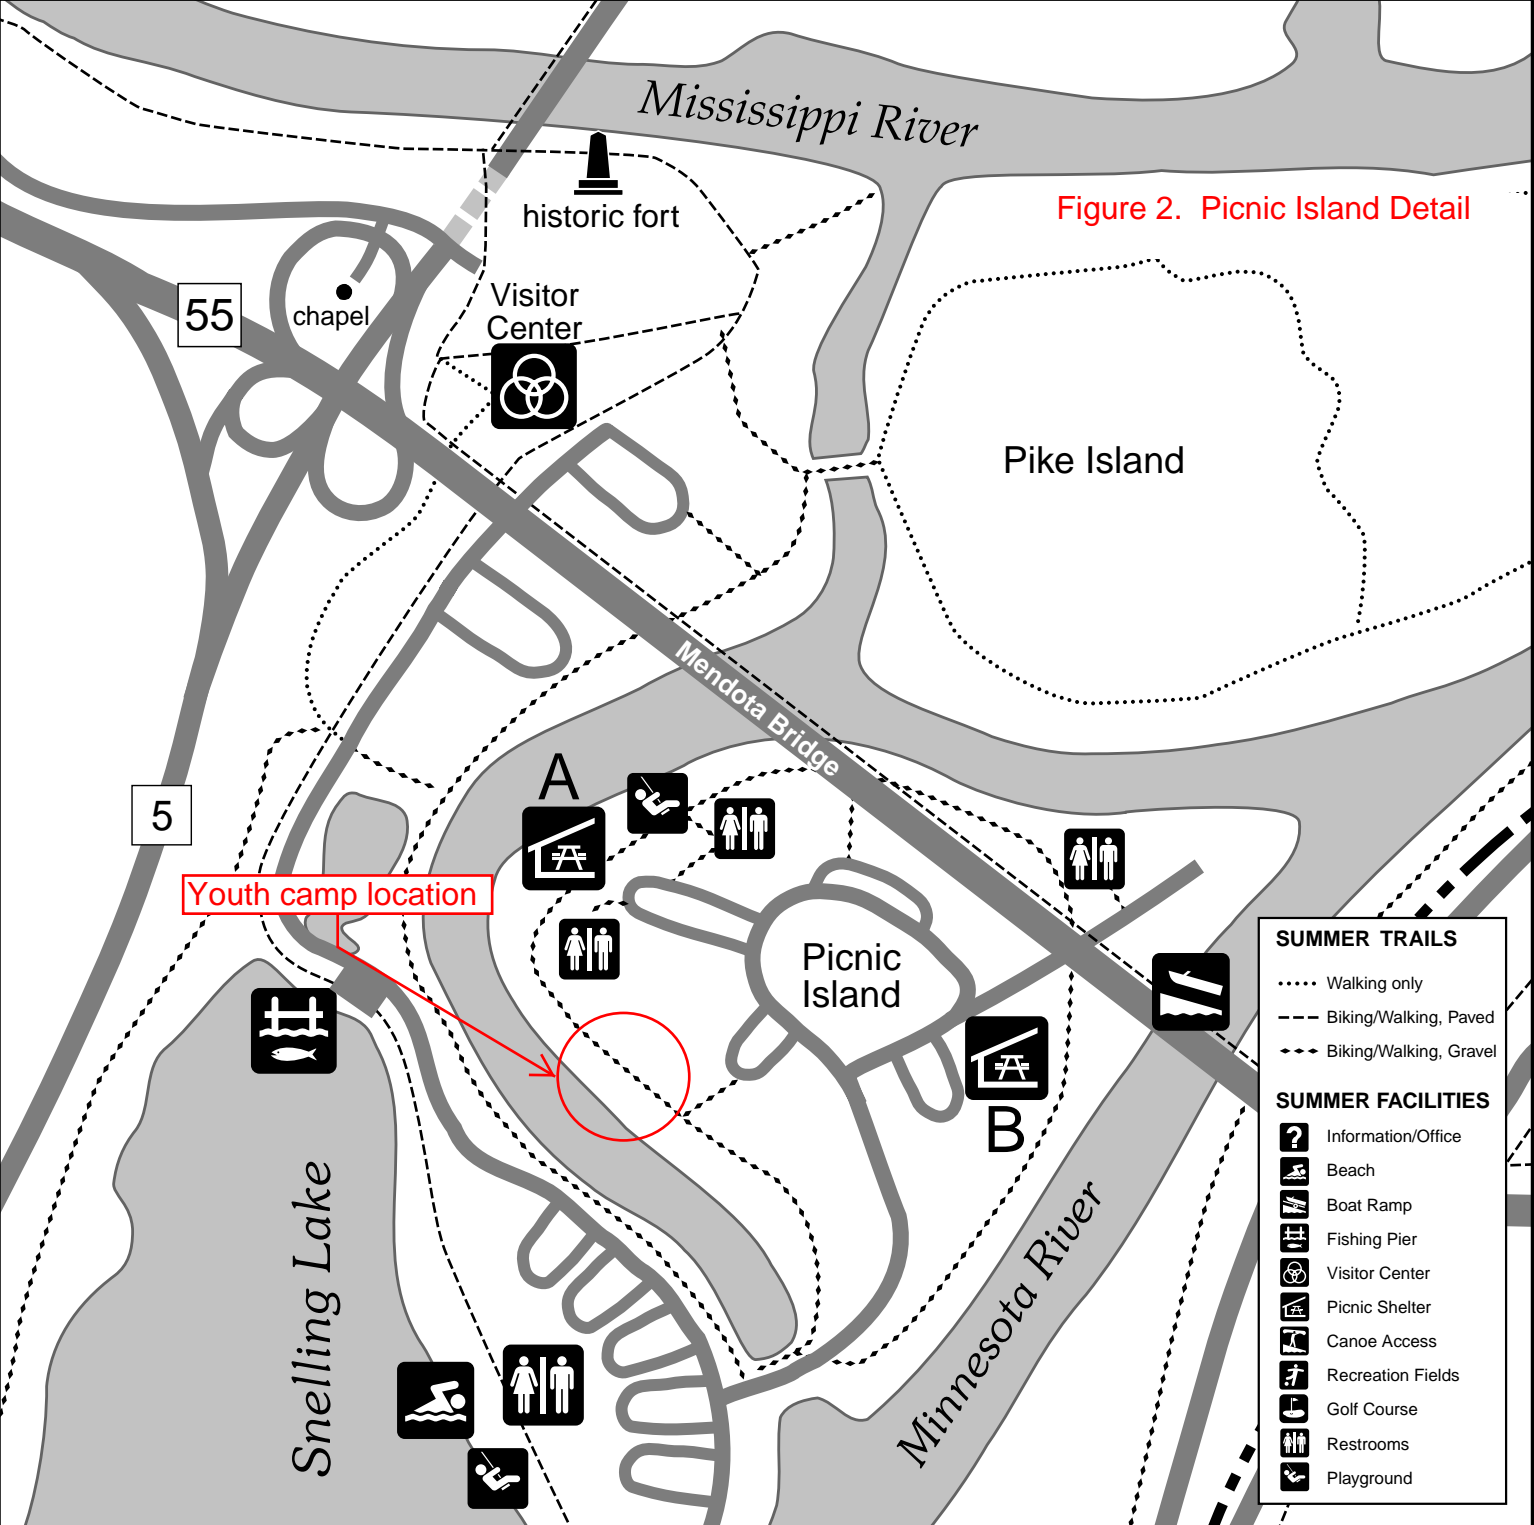 Mississippi River
historic fort
Figure 2.  Picnic Island Detail
Visitor
Center
55
chapel
Pike Island
Mendota Bridge
A
5
Youth camp location
Picnic
Island
B
Snelling Lake
Minnesota River
SUMMER TRAILS
Walking only
Biking/Walking, Paved
Biking/Walking, Gravel
SUMMER FACILITIES
?
Information/Office
Beach
Boat Ramp
Fishing Pier
Visitor Center
Picnic Shelter
Canoe Access
Recreation Fields
Golf Course
Restrooms
Playground